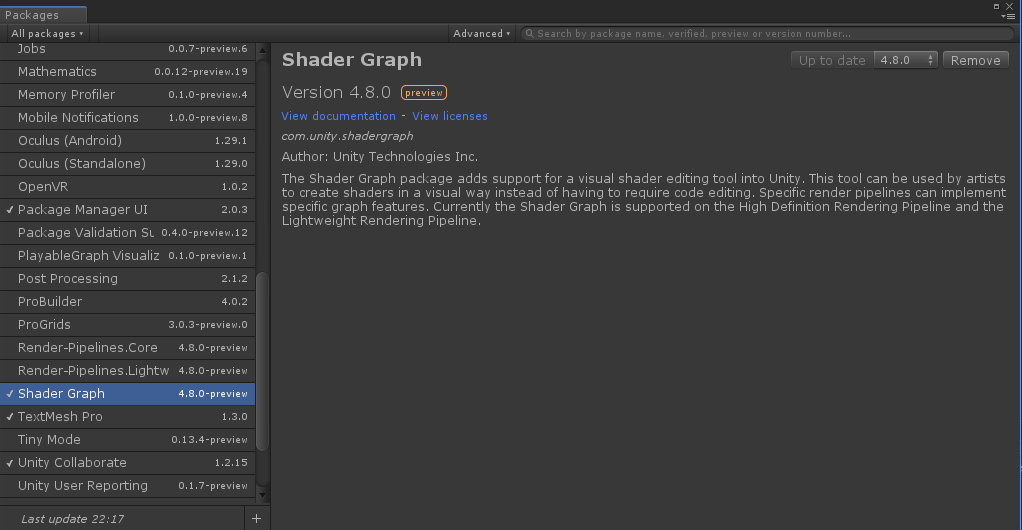 Packages
All packages
Advanced
Search by package name, verified, preview or version number...
Jobs 0.0.7-preview.6
Mathematics 0.0.12-preview.19
Memory Profiler 0.1.0-preview.4
Mobile Notifications 1.0.0-preview.8
Oculus (Android) 1.29.1
Oculus (Standalone) 1.29.0
OpenVR 1.0.2
✓ Package Manager UI 2.0.3
Package Validation Su 0.4.0-preview.12
PlayableGraph Visualiz 0.1.0-preview.1
Post Processing 2.1.2
ProBuilder 4.0.2
ProGrids 3.0.3-preview.0
Render-Pipelines.Core 4.8.0-preview
Render-Pipelines.Lightw 4.8.0-preview
✓ Shader Graph 4.8.0-preview
✓ TextMesh Pro 1.3.0
Tiny Mode 0.13.4-preview
✓ Unity Collaborate 1.2.15
Unity User Reporting 0.1.7-preview
Last update 22:17 +
Shader Graph
Up to date 4.8.0 Remove
Version 4.8.0 preview
View documentation - View licenses
com.unity.shadergraph
Author: Unity Technologies Inc.
The Shader Graph package adds support for a visual shader editing tool into Unity. This tool can be used by artists
to create shaders in a visual way instead of having to require code editing. Specific render pipelines can implement
specific graph features. Currently the Shader Graph is supported on the High Definition Rendering Pipeline and the
Lightweight Rendering Pipeline.